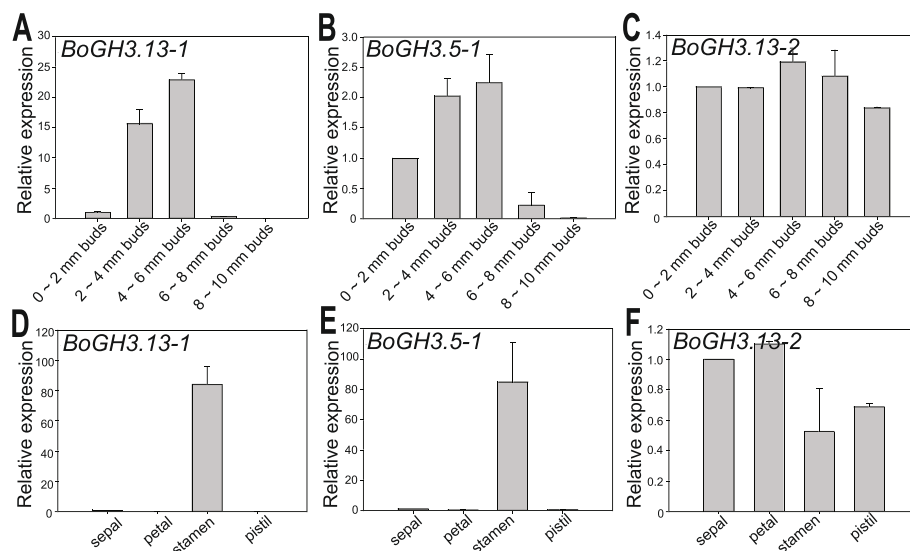 A
BoGH3.13-1
Relative expression
30
25
20
15
10
5
0
0 ~ 2 mm buds
2 ~ 4 mm buds
4 ~ 6 mm buds
6 ~ 8 mm buds
8 ~ 10 mm buds
B
BoGH3.5-1
Relative expression
3.0
2.5
2.0
1.5
1.0
0.5
0
0 ~ 2 mm buds
2 ~ 4 mm buds
4 ~ 6 mm buds
6 ~ 8 mm buds
8 ~ 10 mm buds
C
BoGH3.13-2
Relative expression
1.4
1.2
1.0
0.8
0.6
0.4
0.2
0
0 ~ 2 mm buds
2 ~ 4 mm buds
4 ~ 6 mm buds
6 ~ 8 mm buds
8 ~ 10 mm buds
D
BoGH3.13-1
Relative expression
120
100
80
60
40
20
0
sepal
petal
stamen
pistil
E
BoGH3.5-1
Relative expression
120
100
80
60
40
20
0
sepal
petal
stamen
pistil
F
BoGH3.13-2
Relative expression
1.2
1.0
0.8
0.6
0.4
0.2
0
sepal
petal
stamen
pistil